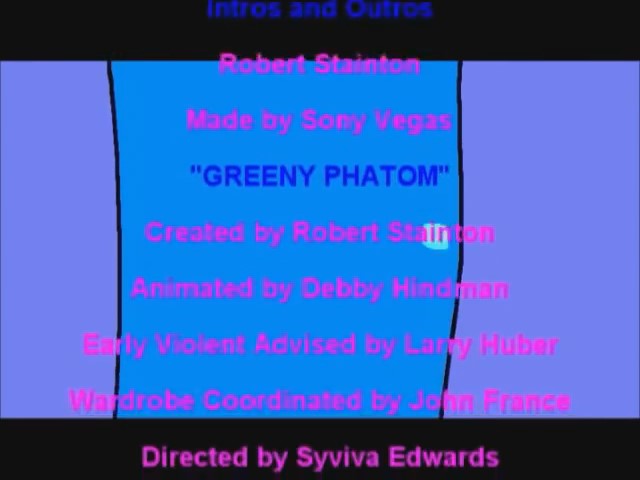 Intros and Outros
Robert Stainton
Made by Sony Vegas
"GREENY PHATOM"
Created by Robert Stainton
Animated by Debby Hindman
Early Violent Advised by Larry Huber
Wardrobe Coordinated by John France
Directed by Syviva Edwards